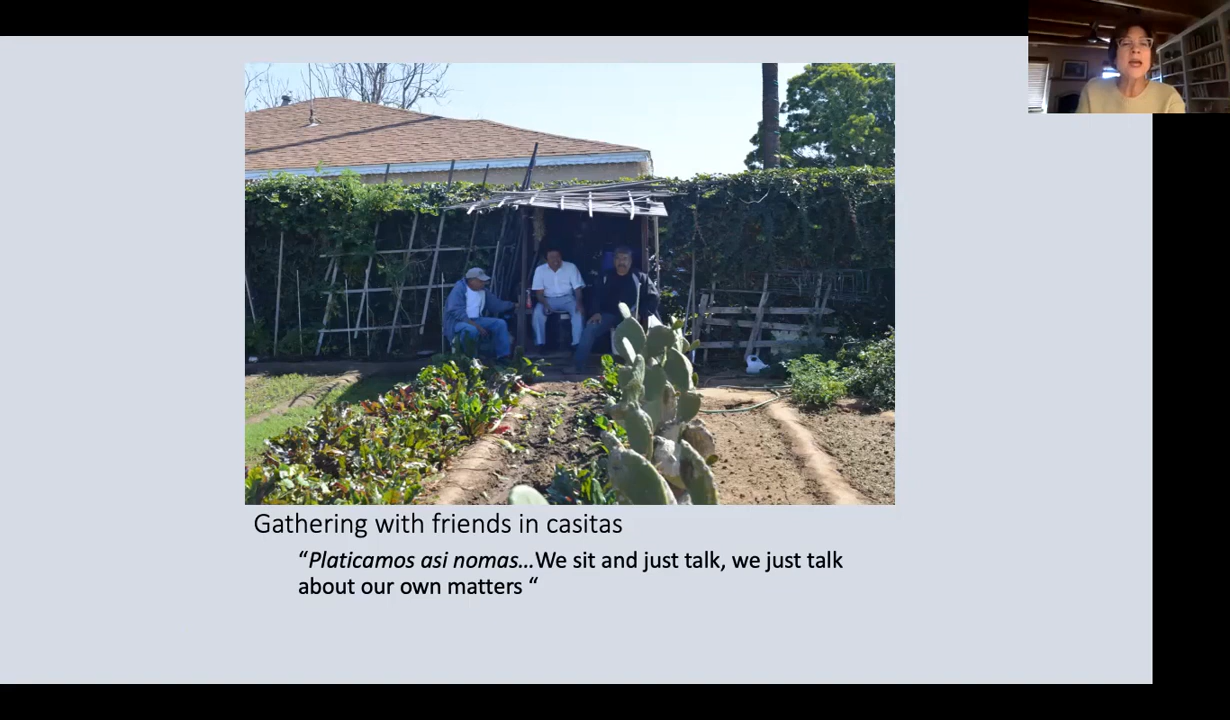 Gathering with friends in casitas
“Platicamos asi nomas...We sit and just talk, we just talk
about our own matters “